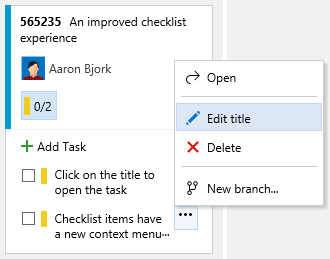 565235 An improved checklist
experience
Aaron Bjork
0/2
Add Task
Click on the title to
open the task
Checklist items have
a new context menu...
Open
Edit title
Delete
New branch...